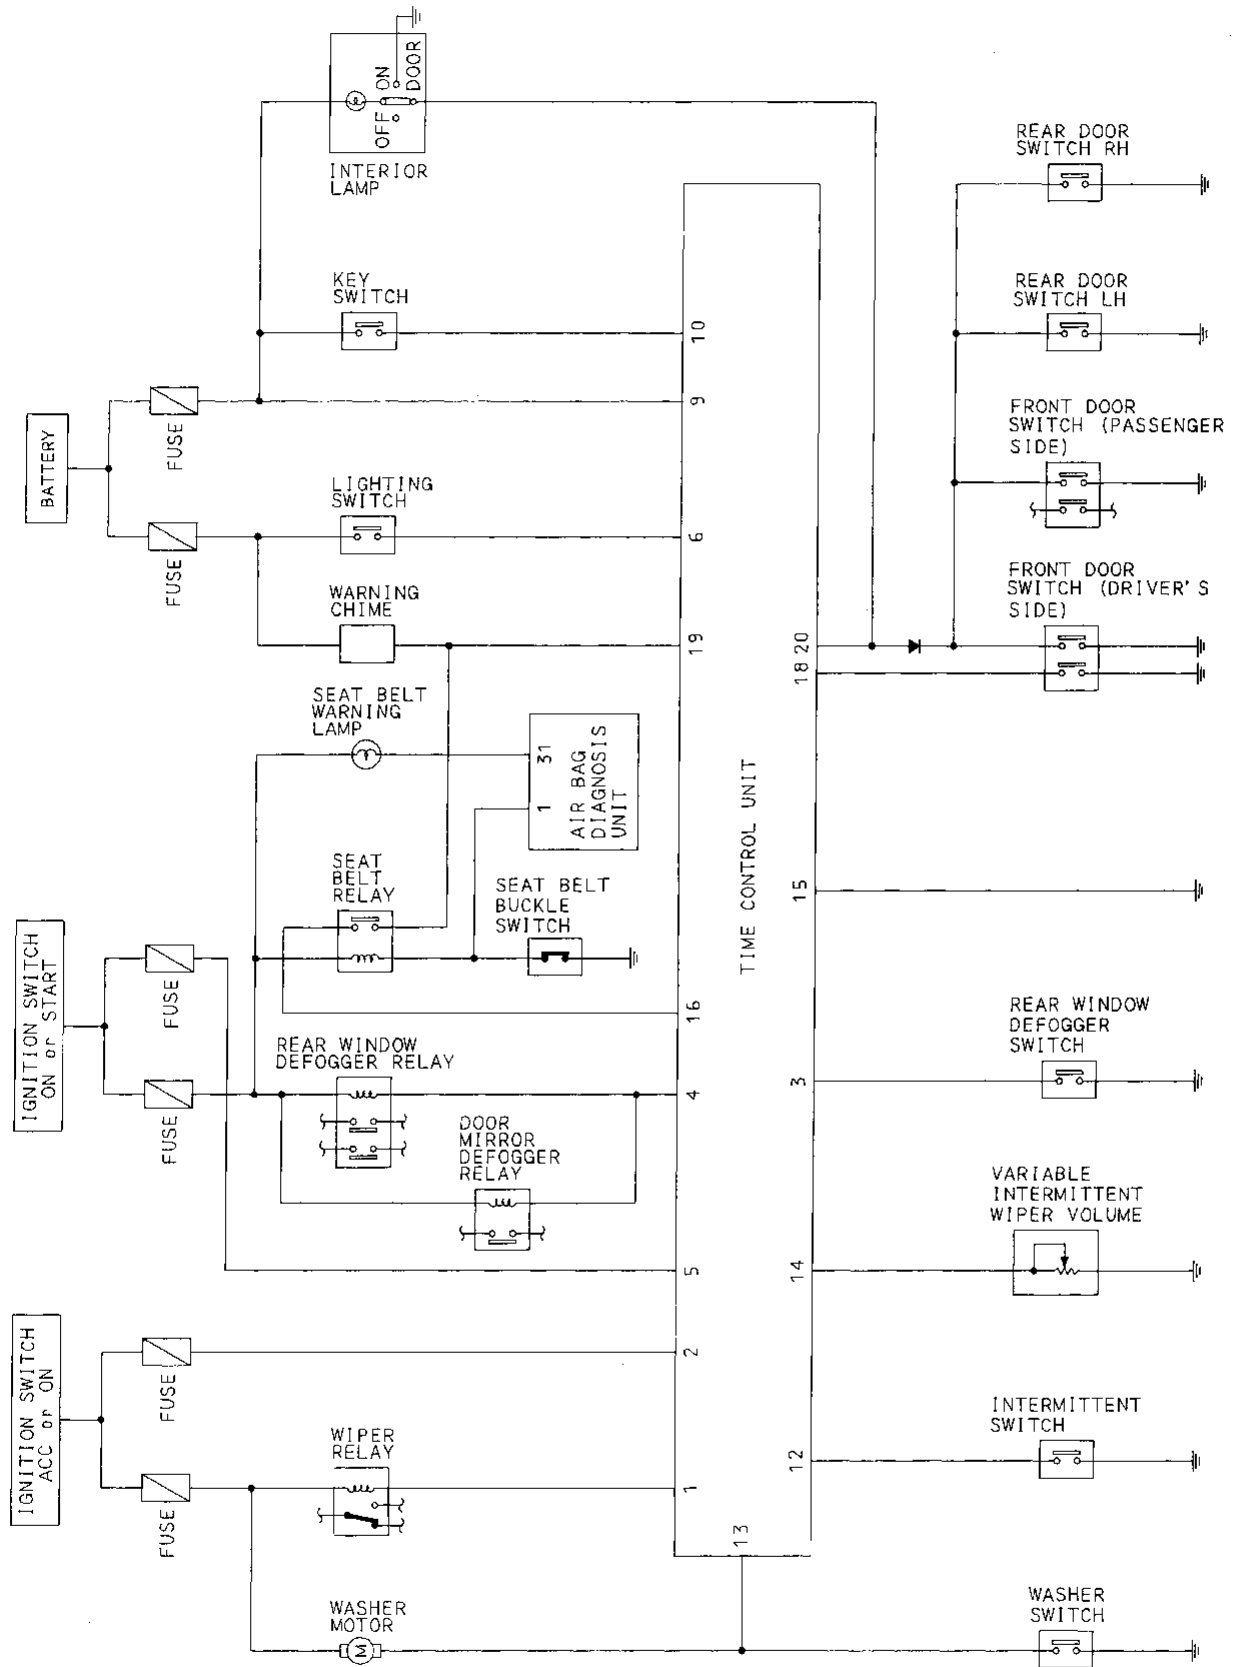 ON
OFF
DOOR
INTERIOR
LAMP
REAR DOOR
SWITCH RH
KEY
SWITCH
10
REAR DOOR
SWITCH LH
BATTERY
FUSE
9
FRONT DOOR
SWITCH (PASSENGER
SIDE)
LIGHTING
SWITCH
FUSE
6
WARNING
CHIME
19
20
18
FRONT DOOR
SWITCH (DRIVER'S
SIDE)
SEAT BELT
WARNING
LAMP
31
1
AIR BAG
DIAGNOSIS
UNIT
TIME CONTROL UNIT
SEAT
BELT
RELAY
SEAT BELT
BUCKLE
SWITCH
15
IGNITION SWITCH
ON or START
FUSE
FUSE
16
REAR WINDOW
DEFOGGER RELAY
4
3
REAR WINDOW
DEFOGGER
SWITCH
DOOR
MIRROR
DEFOGGER
RELAY
5
14
VARIABLE
INTERMITTENT
WIPER VOLUME
IGNITION SWITCH
ACC or ON
FUSE
2
FUSE
WIPER
RELAY
1
12
INTERMITTENT
SWITCH
13
WASHER
MOTOR
M
WASHER
SWITCH